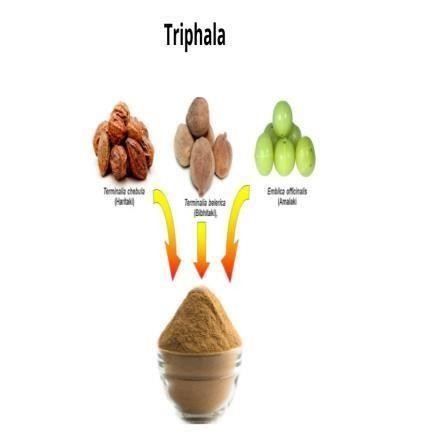 Triphala
Terminalia chebula
(Haritaki)
Terminalia belerica
(Bibhitaki),
Emblica officinalis
(Amalaki